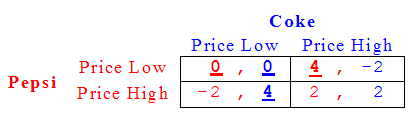 Coke
Price Low Price High
Pepsi
Price Low 0 , 0 4 , -2
Price High -2 , 4 2 , 2